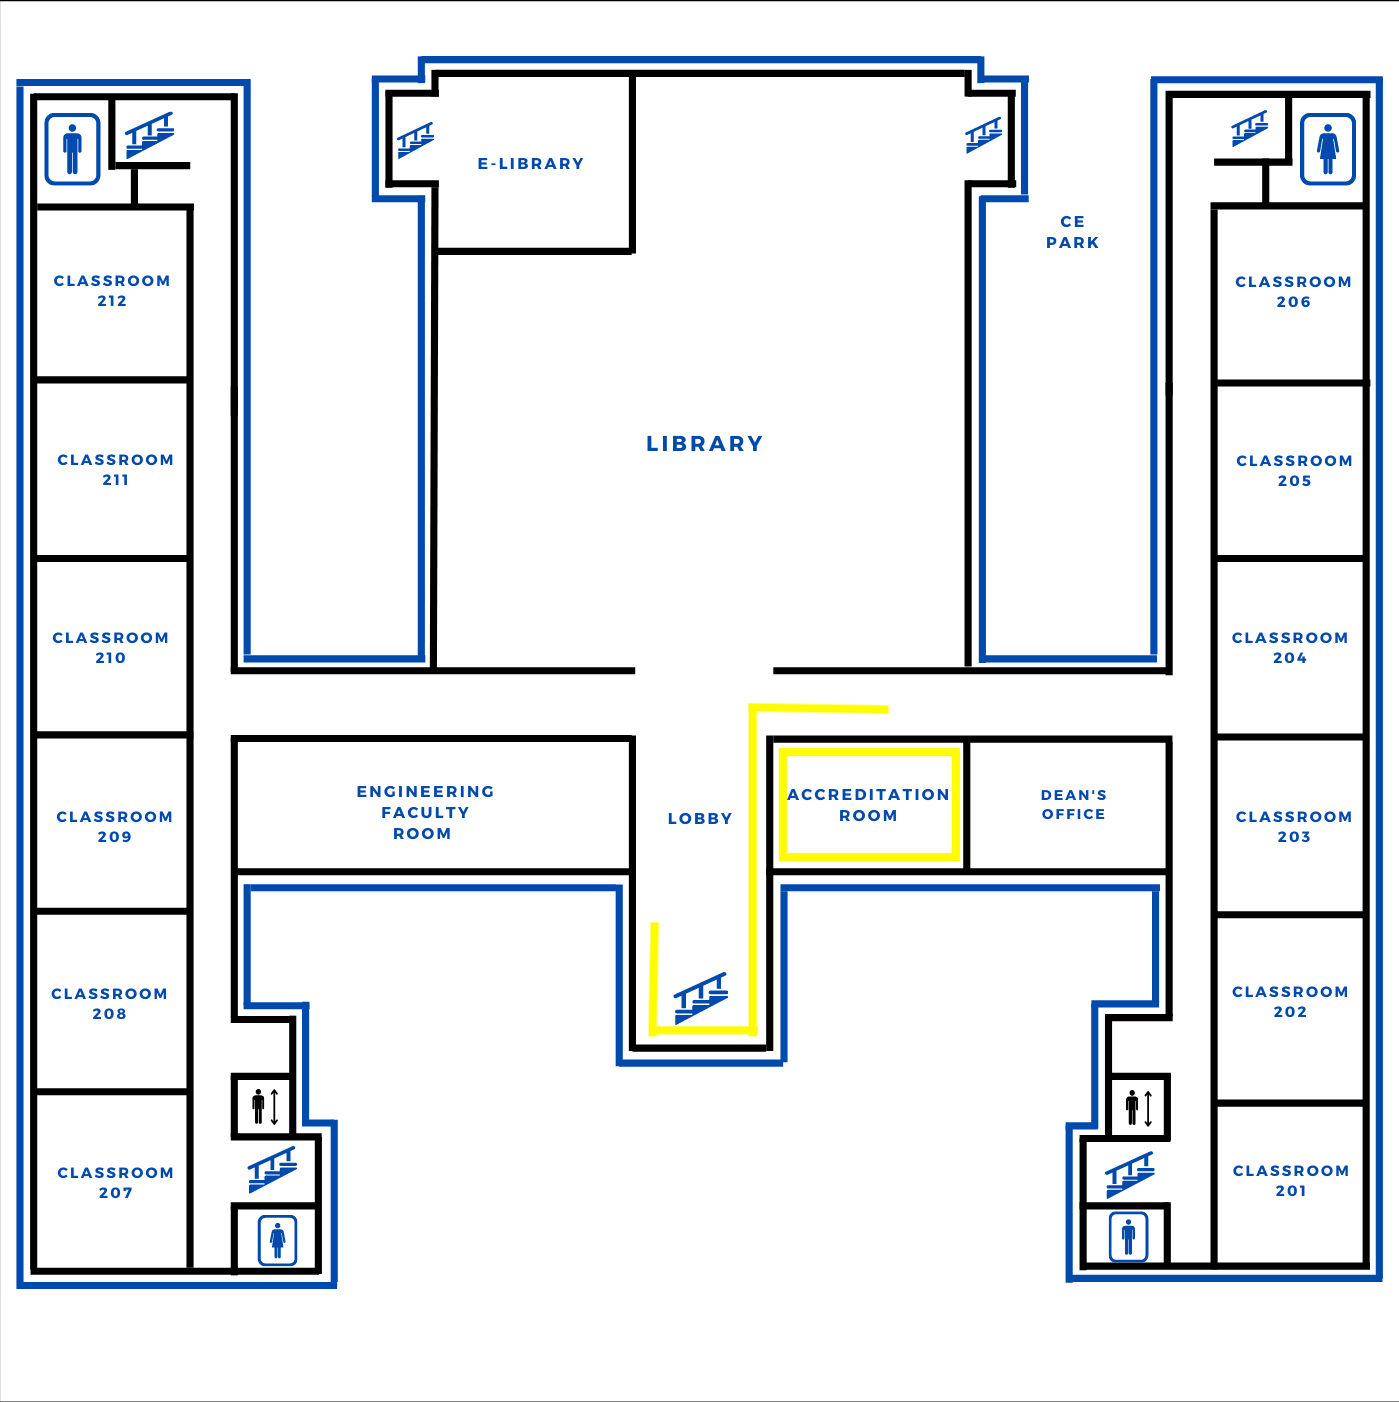 E-LIBRARY
CE
PARK
CLASSROOM
212
CLASSROOM
206
LIBRARY
CLASSROOM
211
CLASSROOM
205
CLASSROOM
210
CLASSROOM
204
ENGINEERING
FACULTY
ROOM
LOBBY
ACCREDITATION
ROOM
DEAN'S
OFFICE
CLASSROOM
209
CLASSROOM
203
CLASSROOM
208
CLASSROOM
202
CLASSROOM
207
CLASSROOM
201